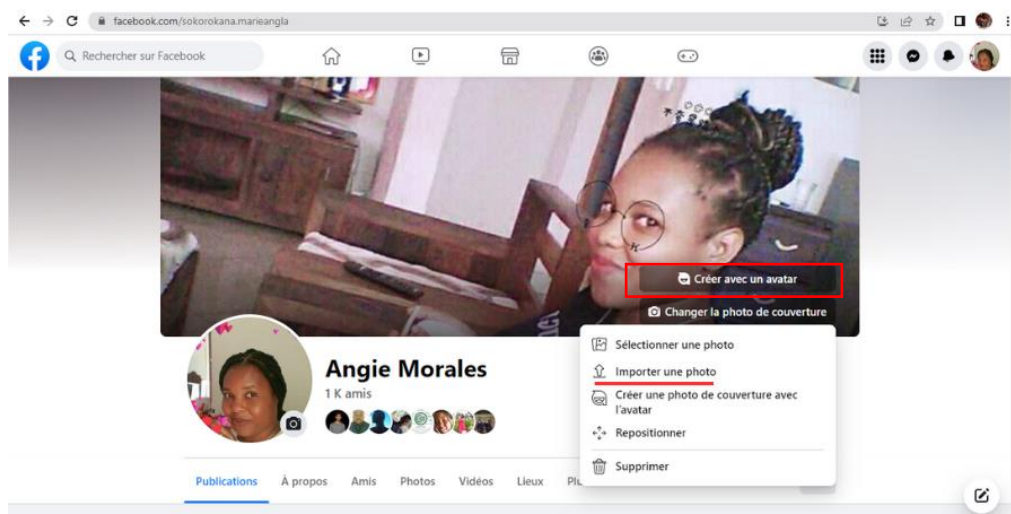 facebook.com/sokorokana.marieangla
Rechercher sur Facebook
Créer avec un avatar
Changer la photo de couverture
Sélectionner une photo
Importer une photo
Créer une photo de couverture avec
l'avatar
Repositionner
Supprimer
Angie Morales
1 K amis
Publications À propos Amis Photos Vidéos Lieux